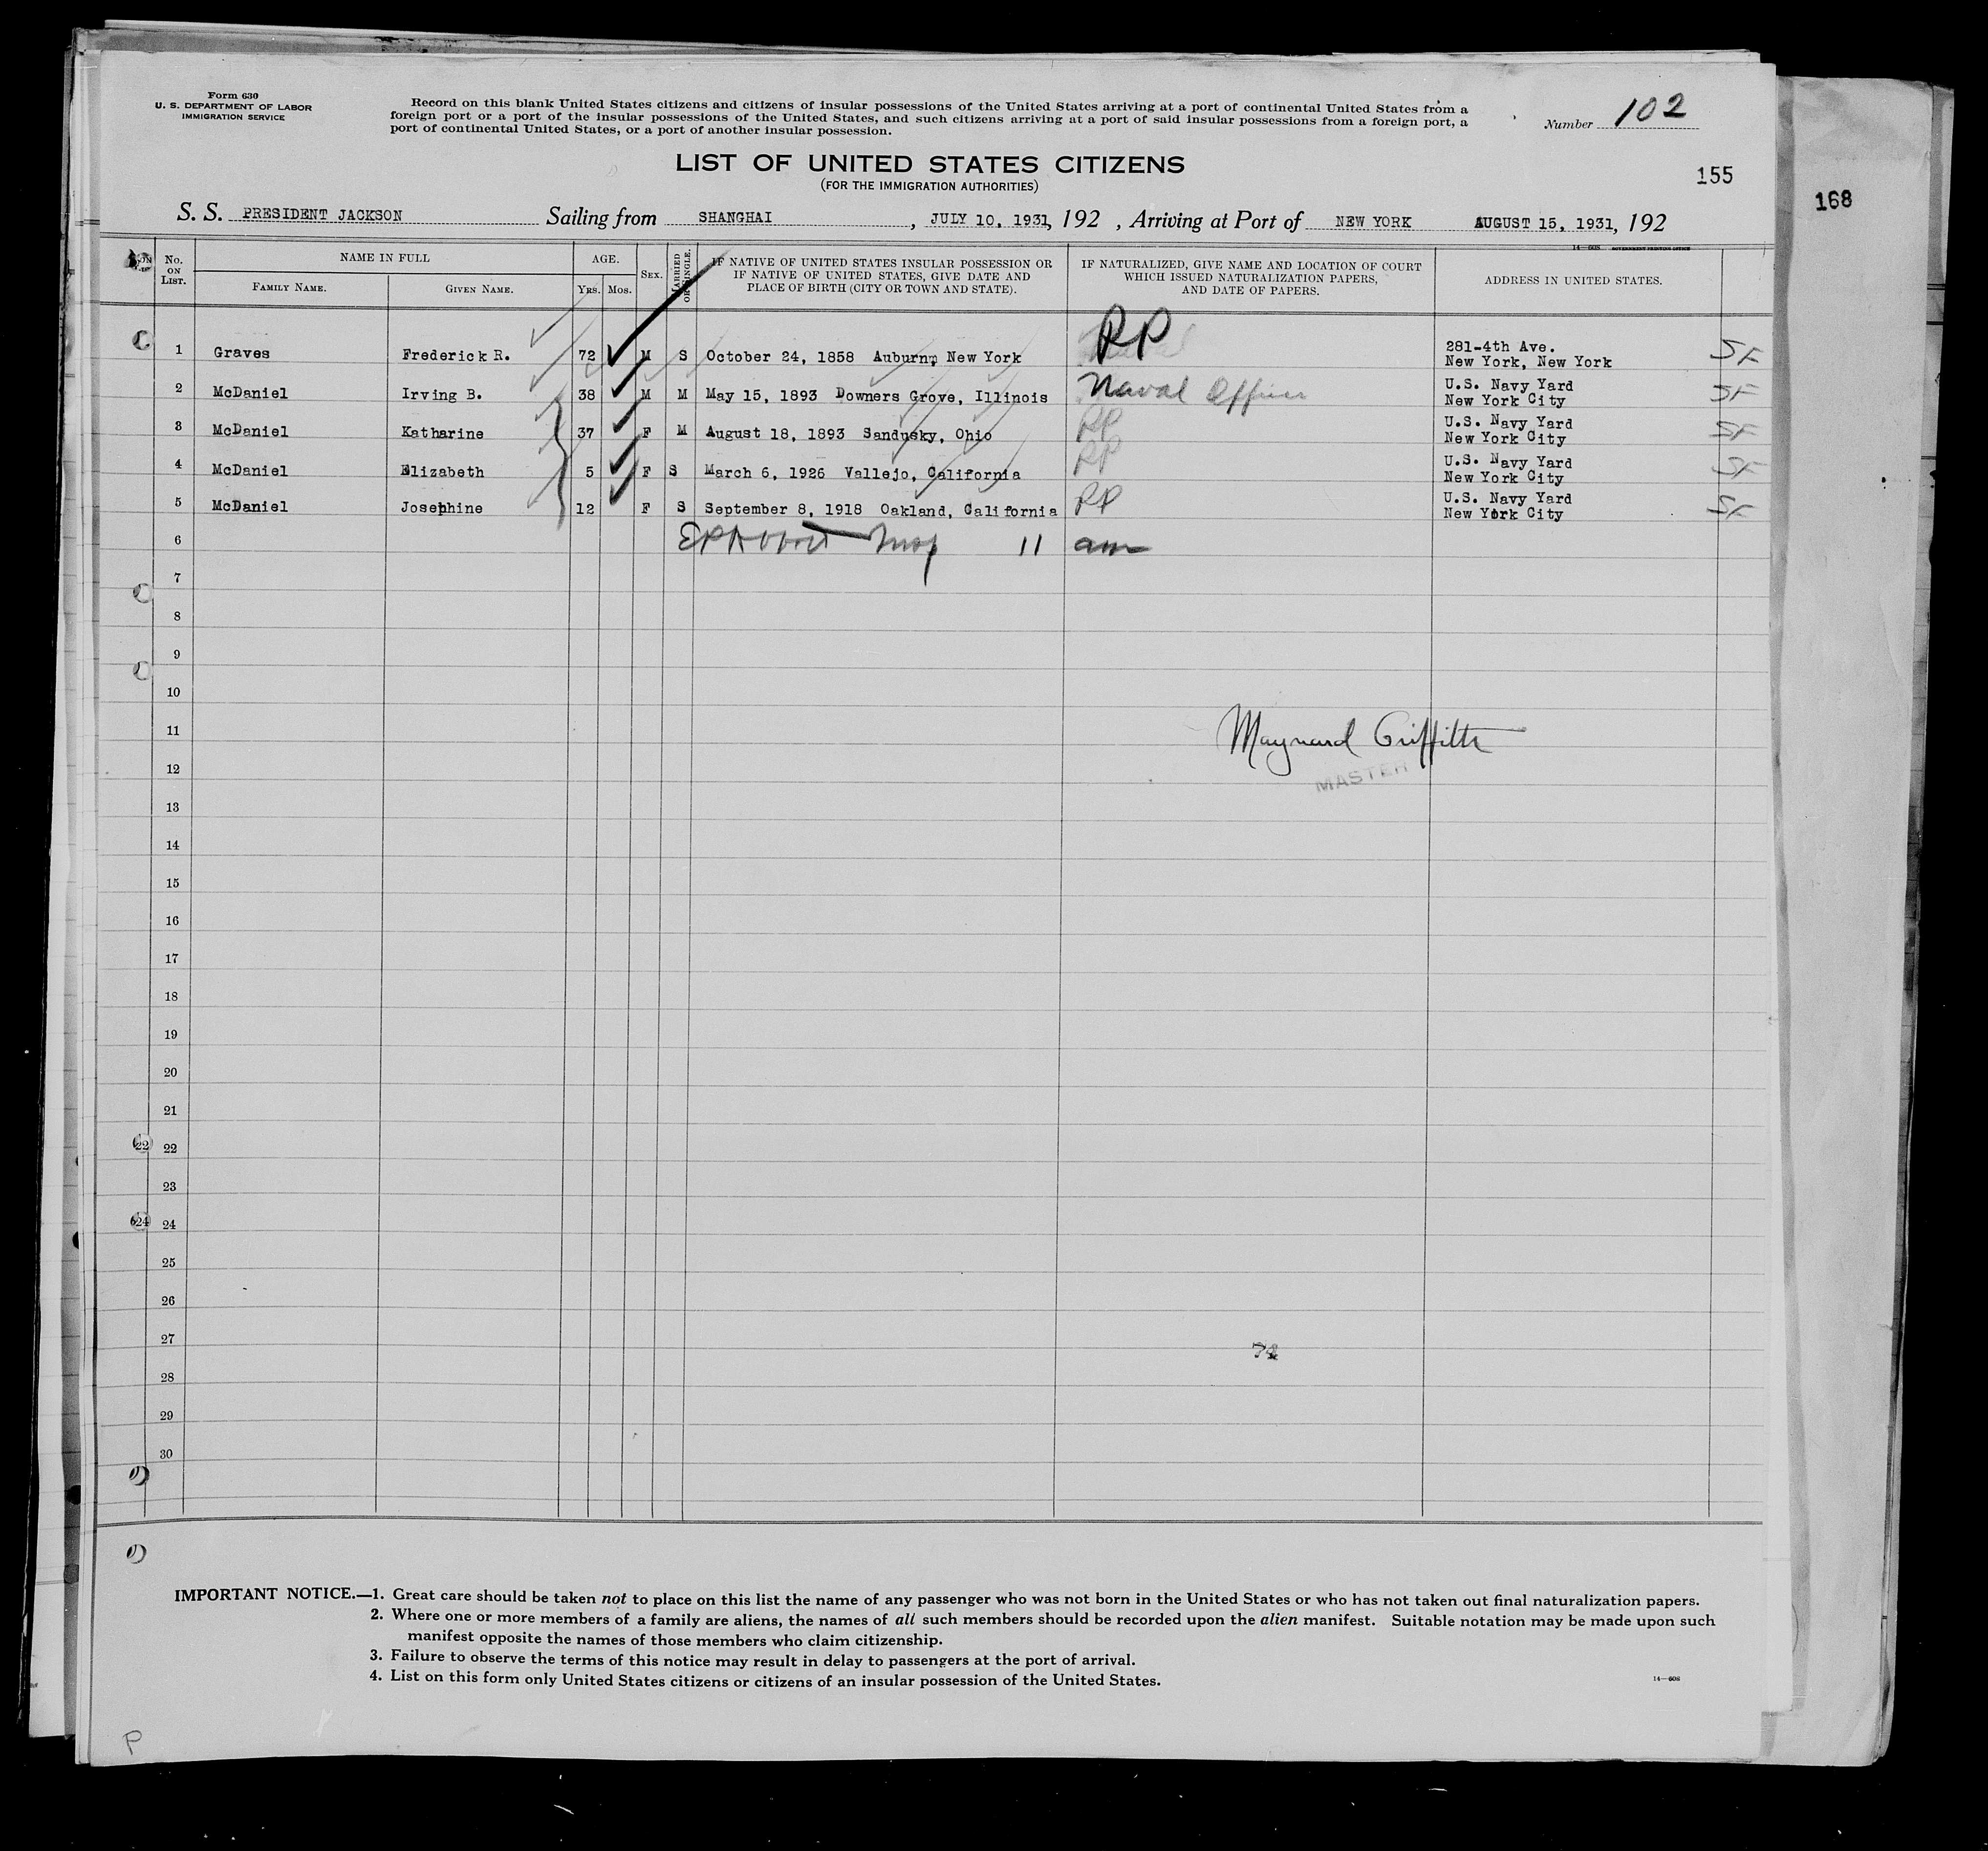 Form 630
U. S. DEPARTMENT OF LABOR
IMMIGRATION SERVICE
Record on this blank United States citizens and citizens of insular possessions of the United States arriving at a port of continental United States from a
foreign port or a port of the insular possessions of the United States, and such citizens arriving at a port of said insular possessions from a foreign port, a
port of continental United States, or a port of another insular possession.
Number 102
LIST OF UNITED STATES CITIZENS
(FOR THE IMMIGRATION AUTHORITIES)
155
168
S. S. PRESIDENT JACKSON Sailing from SHANGHAI, JULY 10, 1931, 192 , Arriving at Port of NEW YORK AUGUST 15, 1931, 192
14—608 GOVERNMENT PRINTING OFFICE
No. ON LIST. NAME IN FULL AGE. SEX. MARRIED OR SINGLE. IF NATIVE OF UNITED STATES INSULAR POSSESSION OR IF NATIVE OF UNITED STATES, GIVE DATE AND PLACE OF BIRTH (CITY OR TOWN AND STATE). IF NATURALIZED, GIVE NAME AND LOCATION OF COURT WHICH ISSUED NATURALIZATION PAPERS, AND DATE OF PAPERS. ADDRESS IN UNITED STATES.
FAMILY NAME. GIVEN NAME. YRS. MOS.
1 Graves Frederick R. 72 M S October 24, 1858 Auburn, New York RP 281-4th Ave. New York, New York SF
2 McDaniel Irving B. 38 M M May 15, 1893 Downers Grove, Illinois Naval Officer U.S. Navy Yard New York City SF
3 McDaniel Katharine 37 F M August 18, 1893 Sandusky, Ohio RP U.S. Navy Yard New York City SF
4 McDaniel Elizabeth 5 F S March 6, 1926 Vallejo, California RP U.S. Navy Yard New York City SF
5 McDaniel Josephine 12 F S September 8, 1918 Oakland, California RP U.S. Navy Yard New York City SF
6 11 am
7
8
9
10
11 Maynard Griffith
12 MASTER
13
14
15
16
17
18
19
20
21
22 22
23
24 24
25
26
27 74
28
29
30
IMPORTANT NOTICE.—1. Great care should be taken not to place on this list the name of any passenger who was not born in the United States or who has not taken out final naturalization papers.
2. Where one or more members of a family are aliens, the names of all such members should be recorded upon the alien manifest. Suitable notation may be made upon such
manifest opposite the names of those members who claim citizenship.
3. Failure to observe the terms of this notice may result in delay to passengers at the port of arrival.
4. List on this form only United States citizens or citizens of an insular possession of the United States.
14—608
P